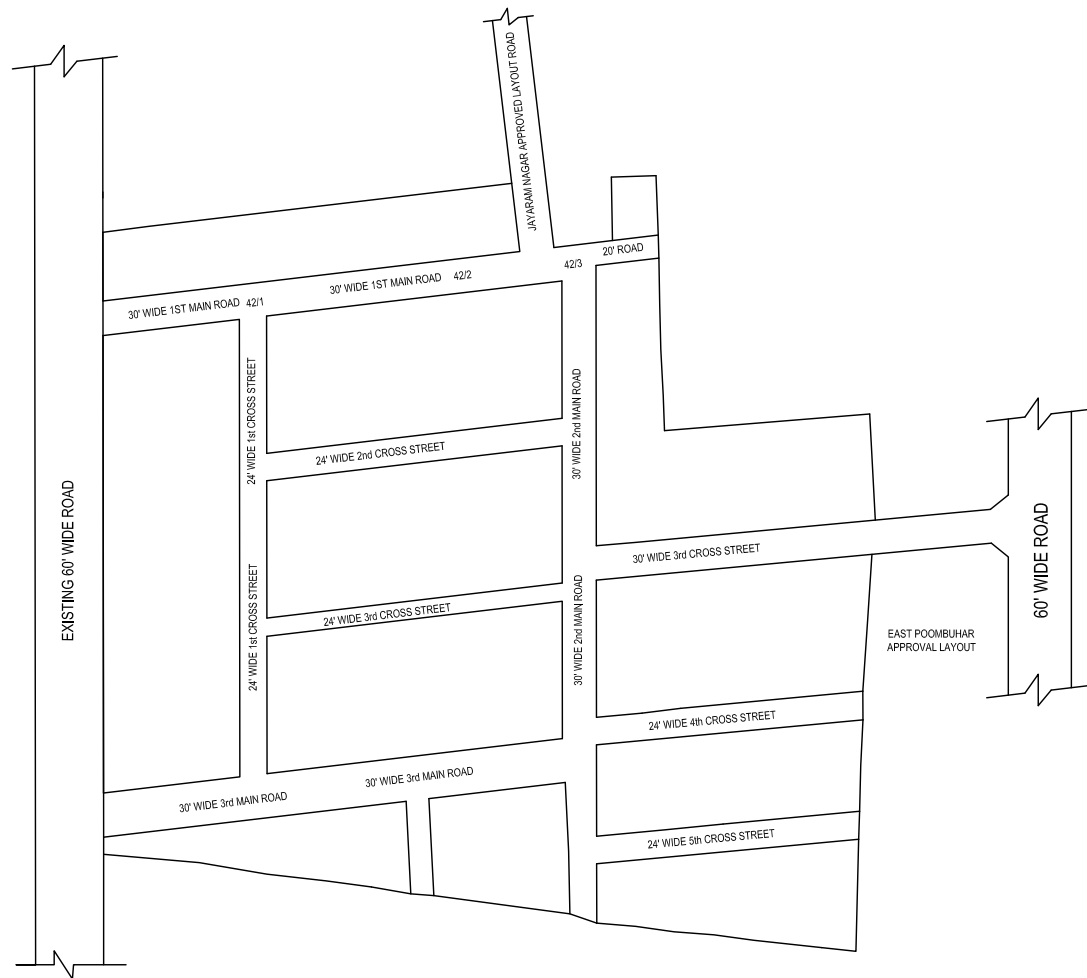 JAYARAM NAGAR APPROVED LAYOUT ROAD
20' ROAD
42/3
42/2
30' WIDE 1ST MAIN ROAD
42/1
30' WIDE 1ST MAIN ROAD
24' WIDE 1st CROSS STREET
30' WIDE 2nd MAIN ROAD
24' WIDE 2nd CROSS STREET
EXISTING 60' WIDE ROAD
30' WIDE 3rd CROSS STREET
60' WIDE ROAD
24' WIDE 1st CROSS STREET
24' WIDE 3rd CROSS STREET
30' WIDE 2nd MAIN ROAD
EAST POOMBUHAR
APPROVAL LAYOUT
24' WIDE 4th CROSS STREET
30' WIDE 3rd MAIN ROAD
30' WIDE 3rd MAIN ROAD
24' WIDE 5th CROSS STREET